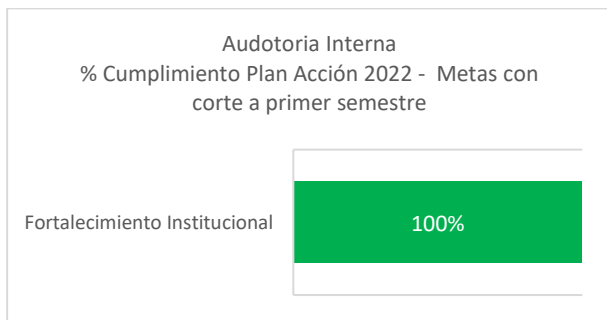 Audotoria Interna
% Cumplimiento Plan Acción 2022 - Metas con
corte a primer semestre
Fortalecimiento Institucional
100%